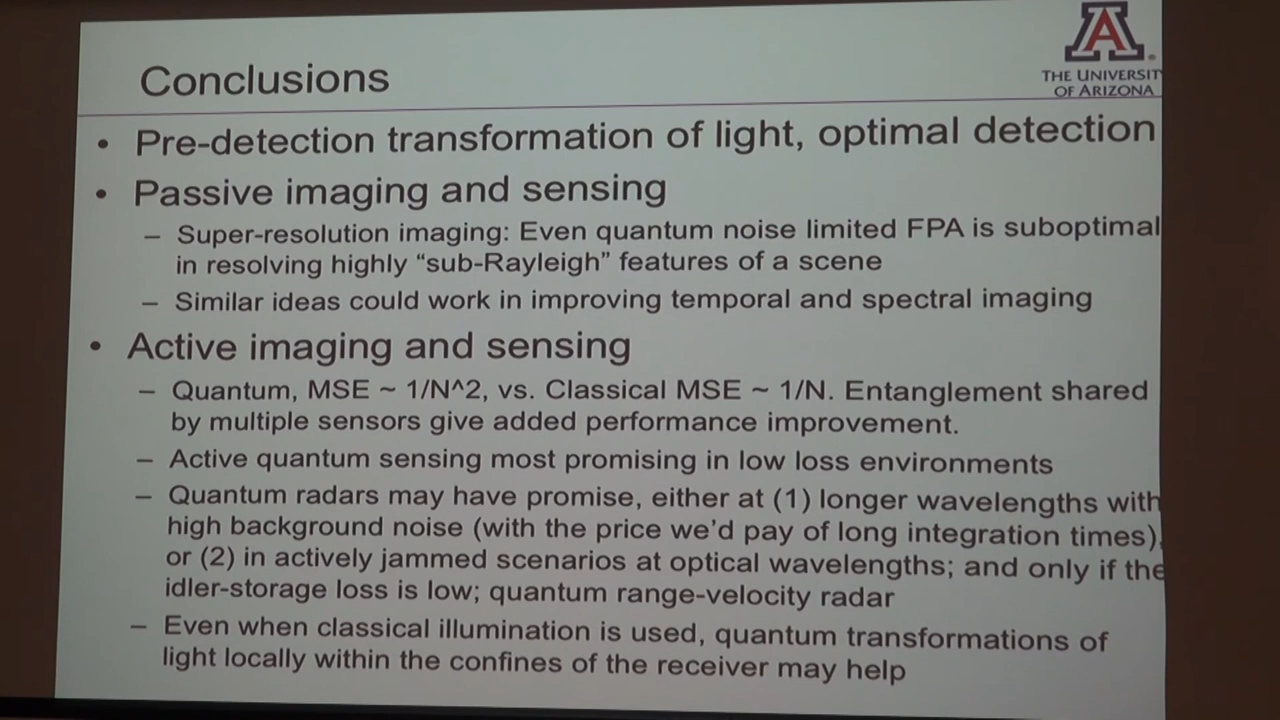 A
THE UNIVERSITY
OF ARIZONA
Conclusions
• Pre-detection transformation of light, optimal detection
• Passive imaging and sensing
– Super-resolution imaging: Even quantum noise limited FPA is suboptimal
in resolving highly “sub-Rayleigh” features of a scene
– Similar ideas could work in improving temporal and spectral imaging
• Active imaging and sensing
– Quantum, MSE ~ 1/N^2, vs. Classical MSE ~ 1/N. Entanglement shared
by multiple sensors give added performance improvement.
– Active quantum sensing most promising in low loss environments
– Quantum radars may have promise, either at (1) longer wavelengths with
high background noise (with the price we’d pay of long integration times),
or (2) in actively jammed scenarios at optical wavelengths; and only if the
idler-storage loss is low; quantum range-velocity radar
– Even when classical illumination is used, quantum transformations of
light locally within the confines of the receiver may help